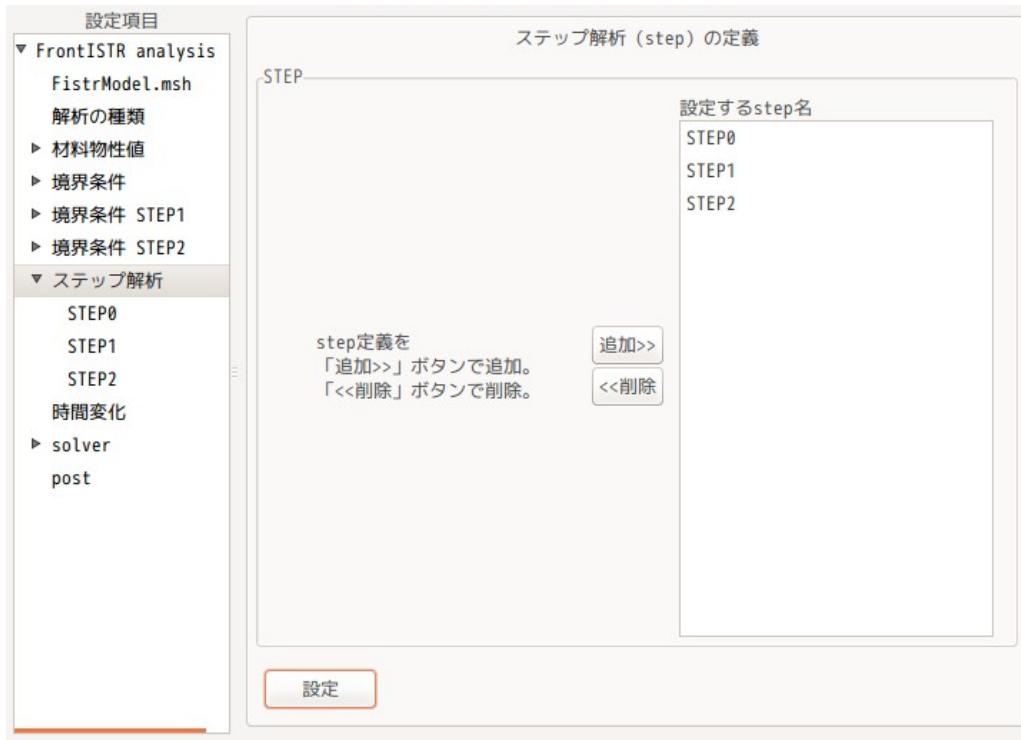 設定項目
FrontISTR analysis
FistrModel.msh
解析の種類
材料物性値
境界条件
境界条件 STEP1
境界条件 STEP2
ステップ解析
STEP0
STEP1
STEP2
時間変化
solver
post
ステップ解析 (step) の定義
STEP
設定するstep名
STEP0
STEP1
STEP2
step定義を
「追加>>」ボタンで追加。
「<<削除」ボタンで削除。
追加>>
<<削除
設定